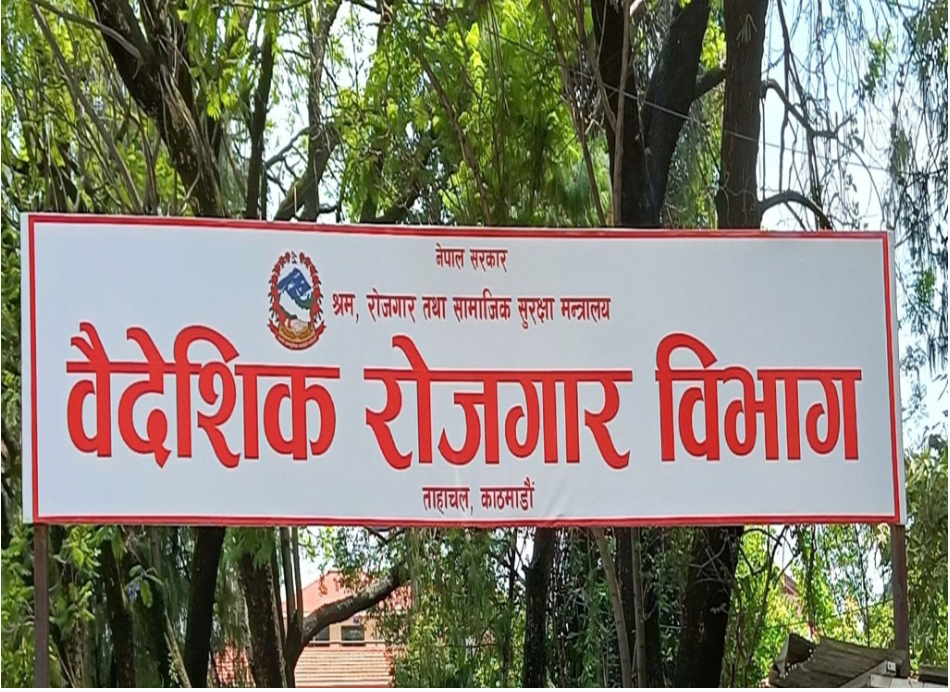 नेपाल सरकार
श्रम, रोजगार तथा सामाजिक सुरक्षा मन्त्रालय
वैदेशिक रोजगार विभाग
ताहाचल, काठमाडौं